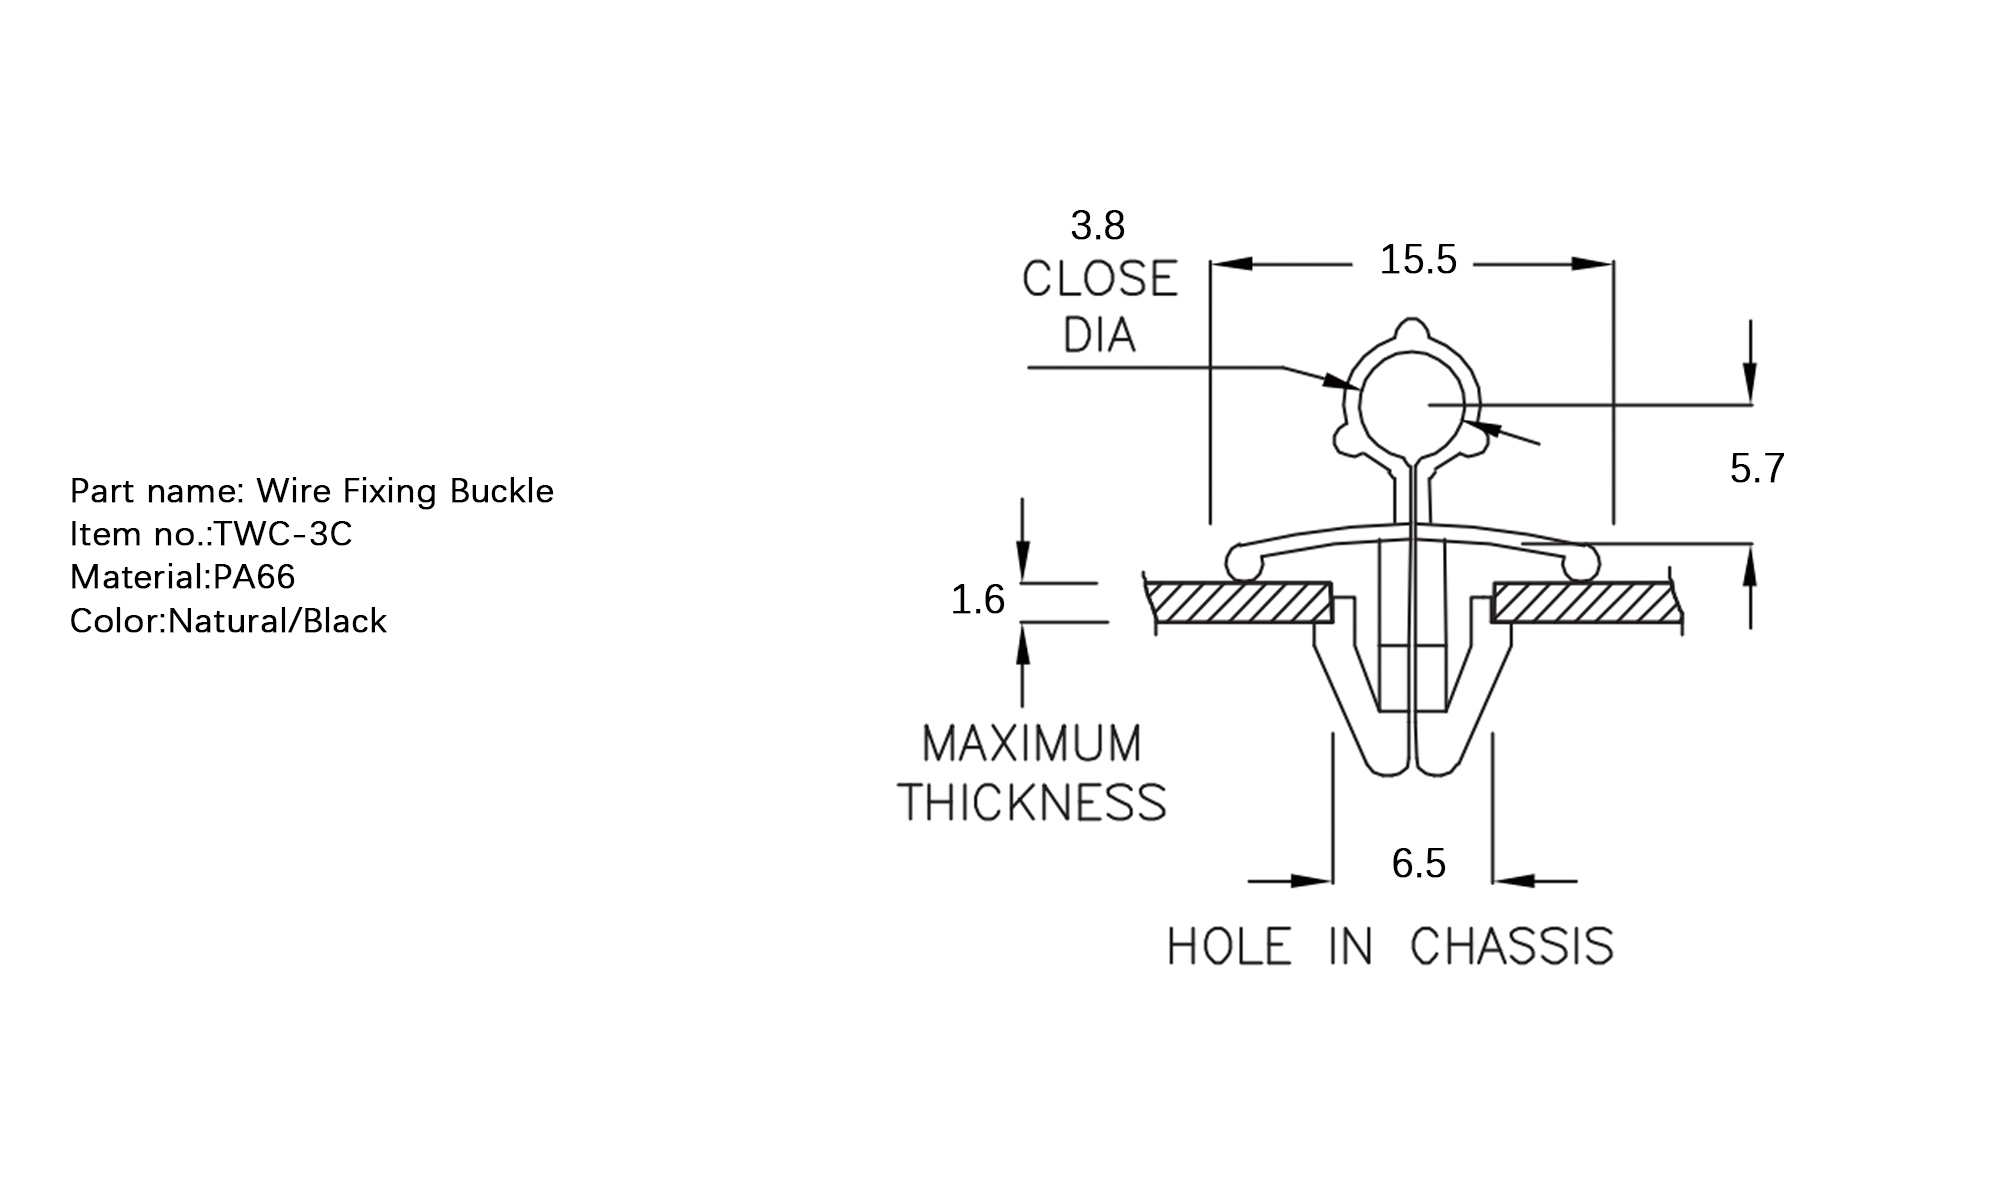 Part name: Wire Fixing Buckle
Item no.:TWC-3C
Material:PA66
Color:Natural/Black
3.8
CLOSE
DIA
15.5
5.7
1.6
MAXIMUM
THICKNESS
6.5
HOLE IN CHASSIS